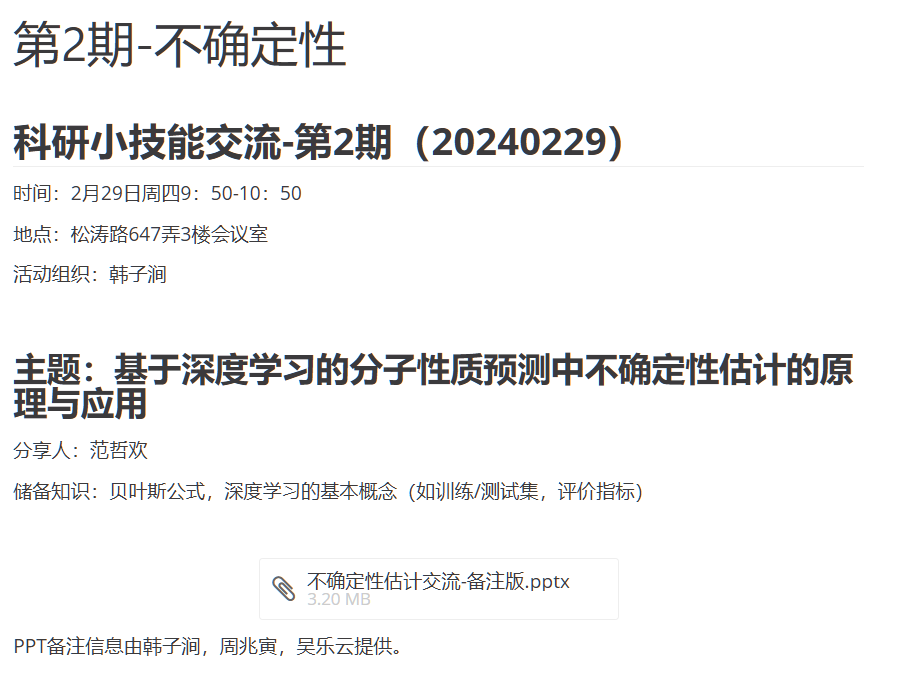 第2期-不确定性
科研小技能交流-第2期（20240229）
时间：2月29日周四9：50-10：50
地点：松涛路647弄3楼会议室
活动组织：韩子涧
主题：基于深度学习的分子性质预测中不确定性估计的原
理与应用
分享人：范哲欢
储备知识：贝叶斯公式，深度学习的基本概念（如训练/测试集，评价指标）
不确定性估计交流-备注版.pptx
3.20 MB
PPT备注信息由韩子涧，周兆寅，吴乐云提供。